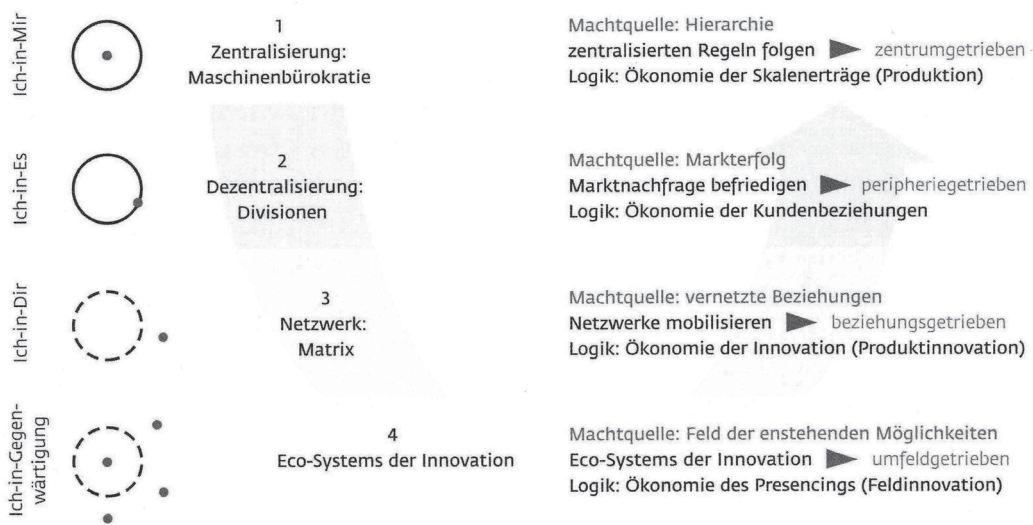 Ich-in-Mir
1
Zentralisierung:
Maschinenbürokratie
Machtquelle: Hierarchie
zentralisierten Regeln folgen zentrumgetrieben
Logik: Ökonomie der Skalenerträge (Produktion)
Ich-in-Es
2
Dezentralisierung:
Divisionen
Machtquelle: Markterfolg
Marktnachfrage befriedigen peripheriegetrieben
Logik: Ökonomie der Kundenbeziehungen
Ich-in-Dir
3
Netzwerk:
Matrix
Machtquelle: vernetzte Beziehungen
Netzwerke mobilisieren beziehungsgetrieben
Logik: Ökonomie der Innovation (Produktinnovation)
Ich-in-Gegen-
wärtigung
4
Eco-Systems der Innovation
Machtquelle: Feld der enstehenden Möglichkeiten
Eco-Systems der Innovation umfeldgetrieben
Logik: Ökonomie des Presencings (Feldinnovation)